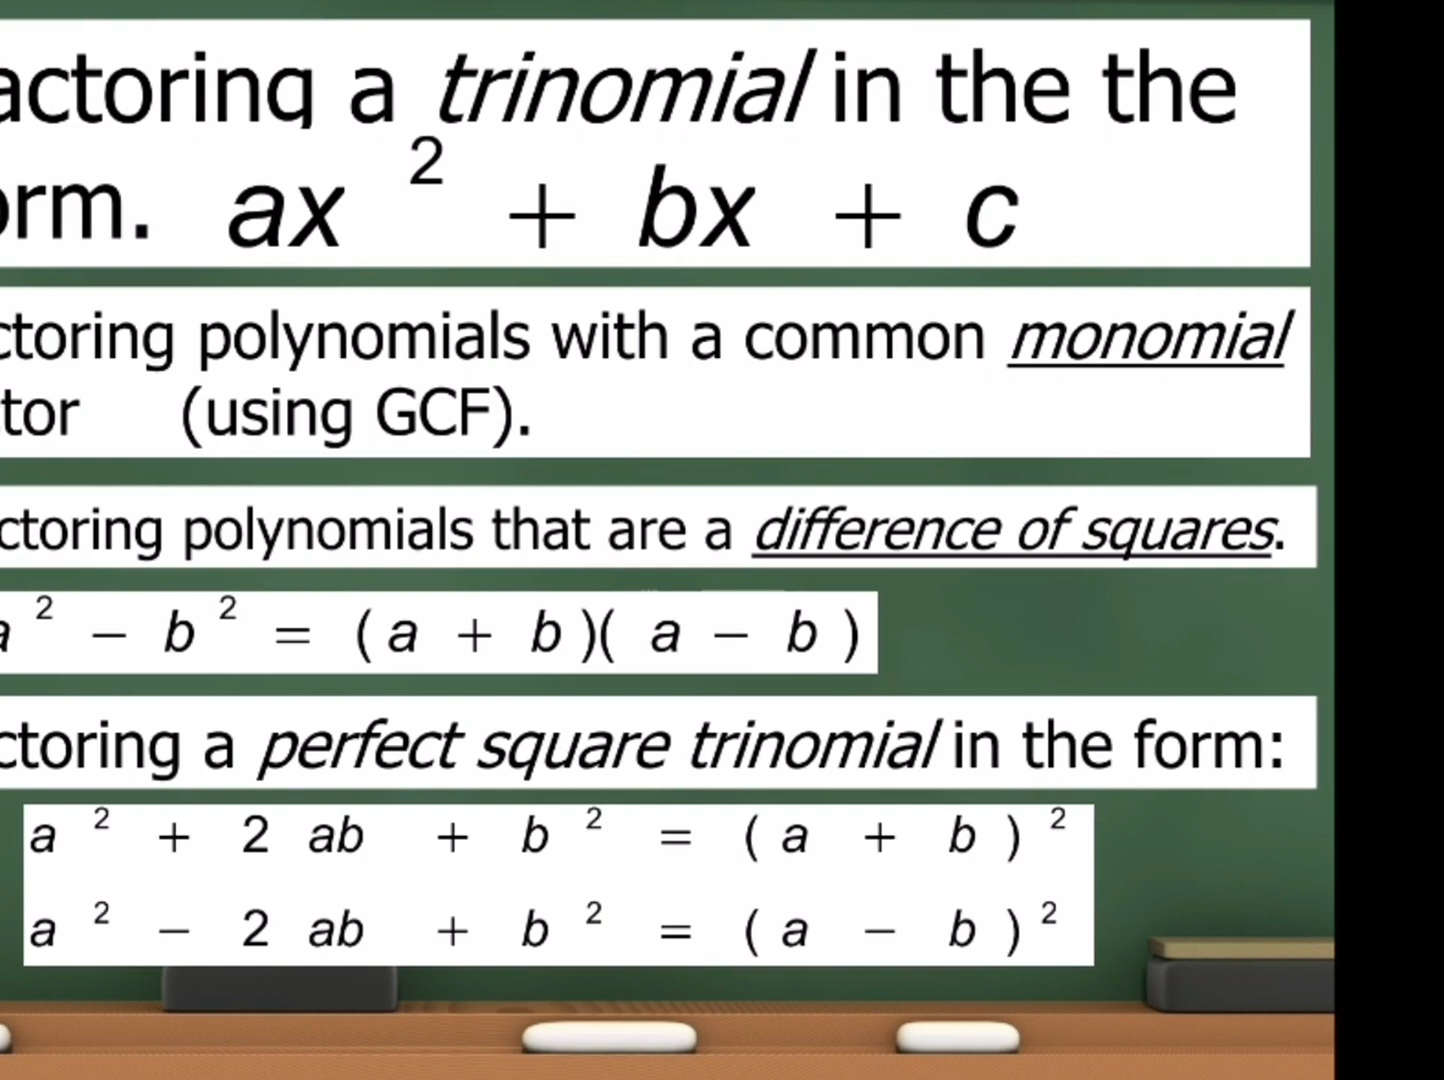 actoring a trinomial in the the
orm. ax² + bx + c
ctoring polynomials with a common monomial
tor (using GCF).
ctoring polynomials that are a difference of squares.
a² − b² = (a + b)(a − b)
ctoring a perfect square trinomial in the form:
a² + 2ab + b² = (a + b)²
a² − 2ab + b² = (a − b)²